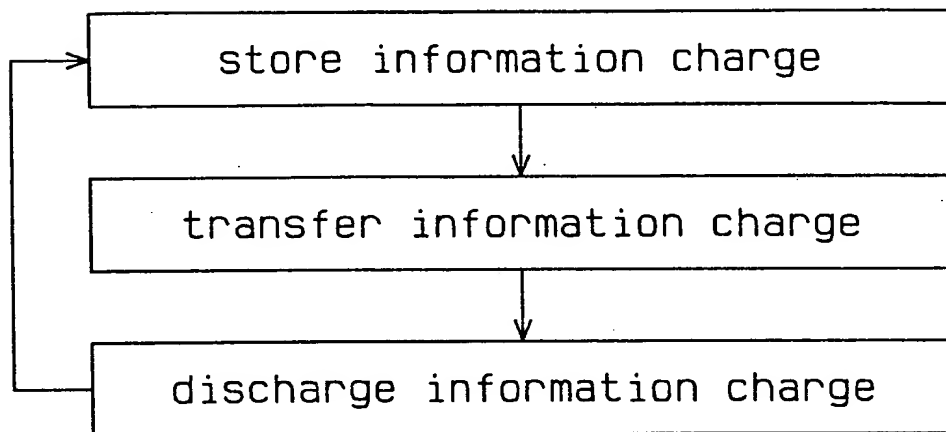 store information charge
transfer information charge
discharge information charge